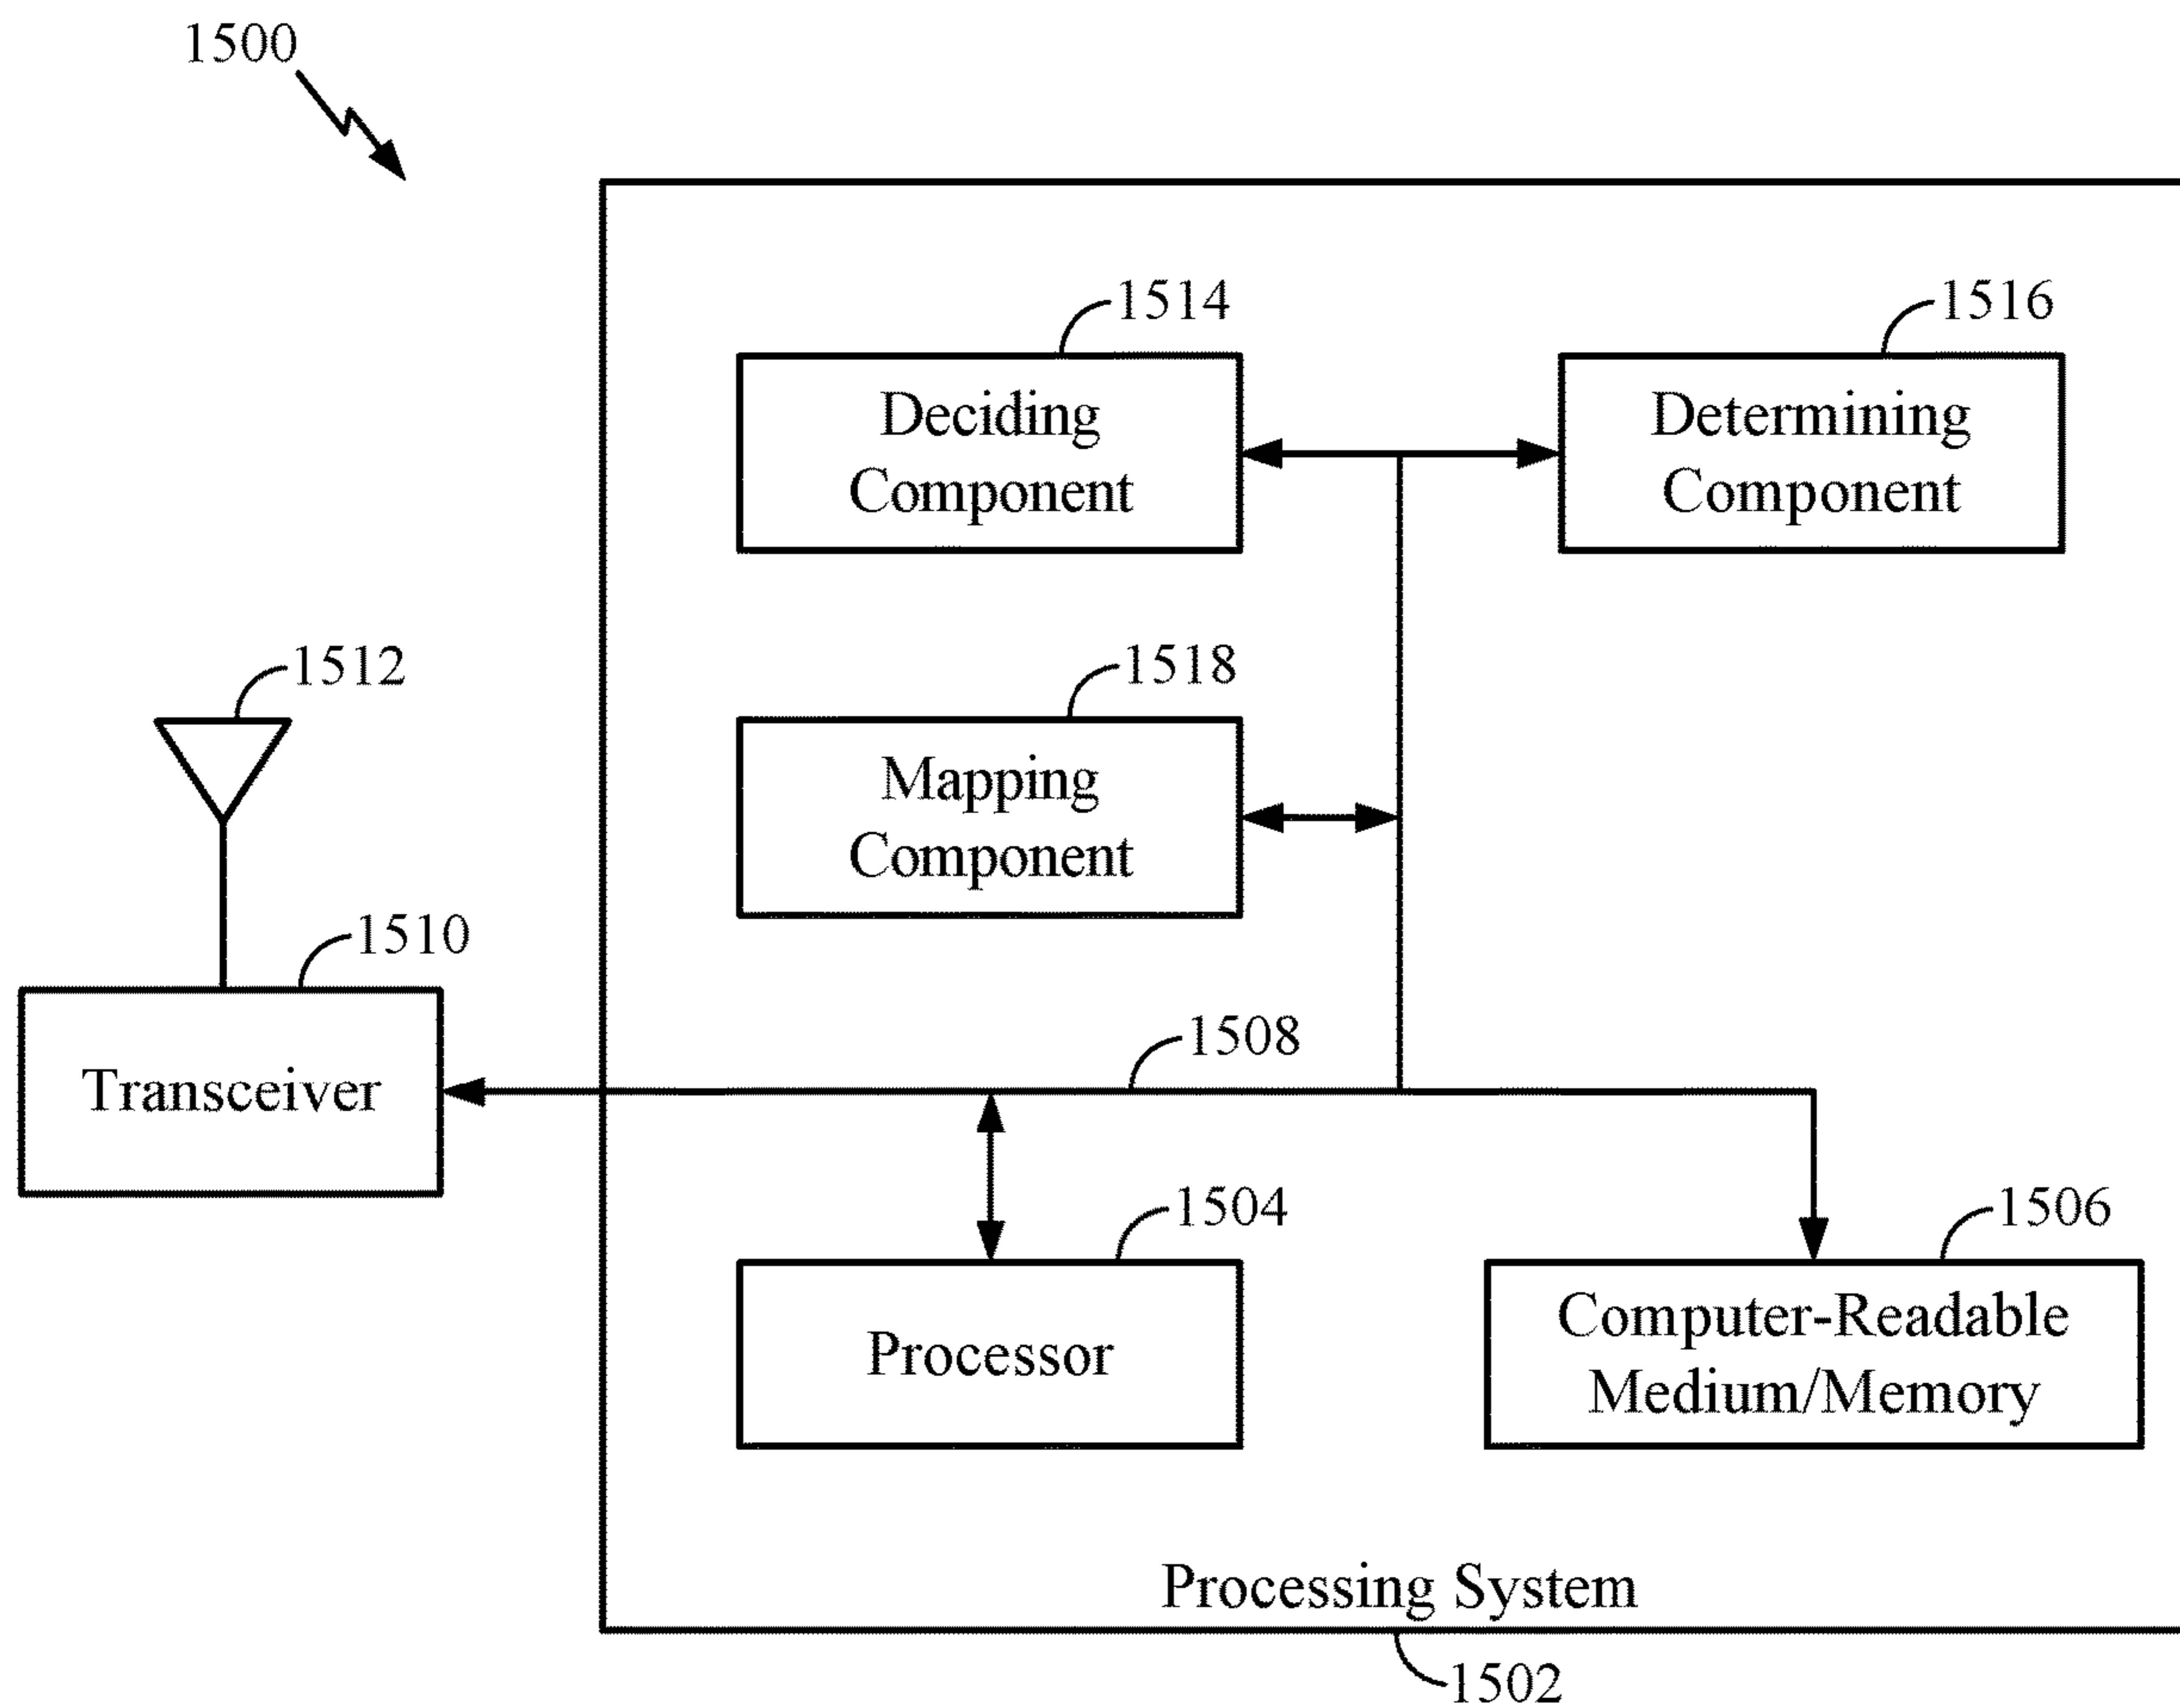 1500
1514
1516
Deciding
Component
Determining
Component
1512
1518
Mapping
Component
1510
Transceiver
1508
1504
1506
Processor
Computer-Readable
Medium/Memory
Processing System
1502